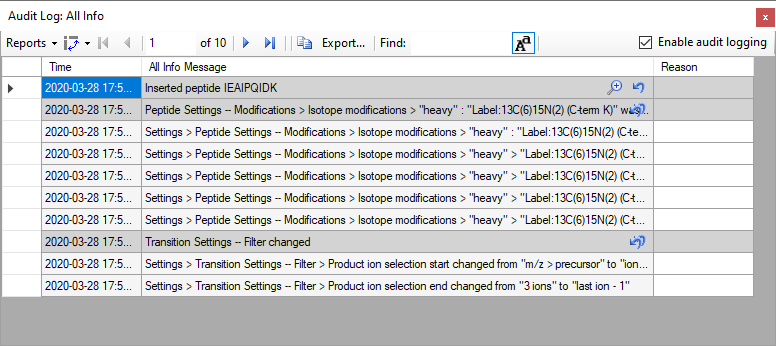 Audit Log: All Info
Reports 1 of 10 Export... Find: Aa Enable audit logging
Time All Info Message Reason
2020-03-28 17:5... Inserted peptide IEAIPQIDK
2020-03-28 17:5... Peptide Settings -- Modifications > Isotope modifications > "heavy" : "Label:13C(6)15N(2) (C-term K)" was...
2020-03-28 17:5... Settings > Peptide Settings -- Modifications > Isotope modifications > "heavy" : "Label:13C(6)15N(2) (C-t...
2020-03-28 17:5... Settings > Peptide Settings -- Modifications > Isotope modifications > "heavy" > "Label:13C(6)15N(2) (C-t...
2020-03-28 17:5... Settings > Peptide Settings -- Modifications > Isotope modifications > "heavy" > "Label:13C(6)15N(2) (C-t...
2020-03-28 17:5... Settings > Peptide Settings -- Modifications > Isotope modifications > "heavy" > "Label:13C(6)15N(2) (C-t...
2020-03-28 17:5... Settings > Peptide Settings -- Modifications > Isotope modifications > "heavy" > "Label:13C(6)15N(2) (C-t...
2020-03-28 17:5... Transition Settings -- Filter changed
2020-03-28 17:5... Settings > Transition Settings -- Filter > Product ion selection start changed from "m/z > precursor" to "ion...
2020-03-28 17:5... Settings > Transition Settings -- Filter > Product ion selection end changed from "3 ions" to "last ion - 1"